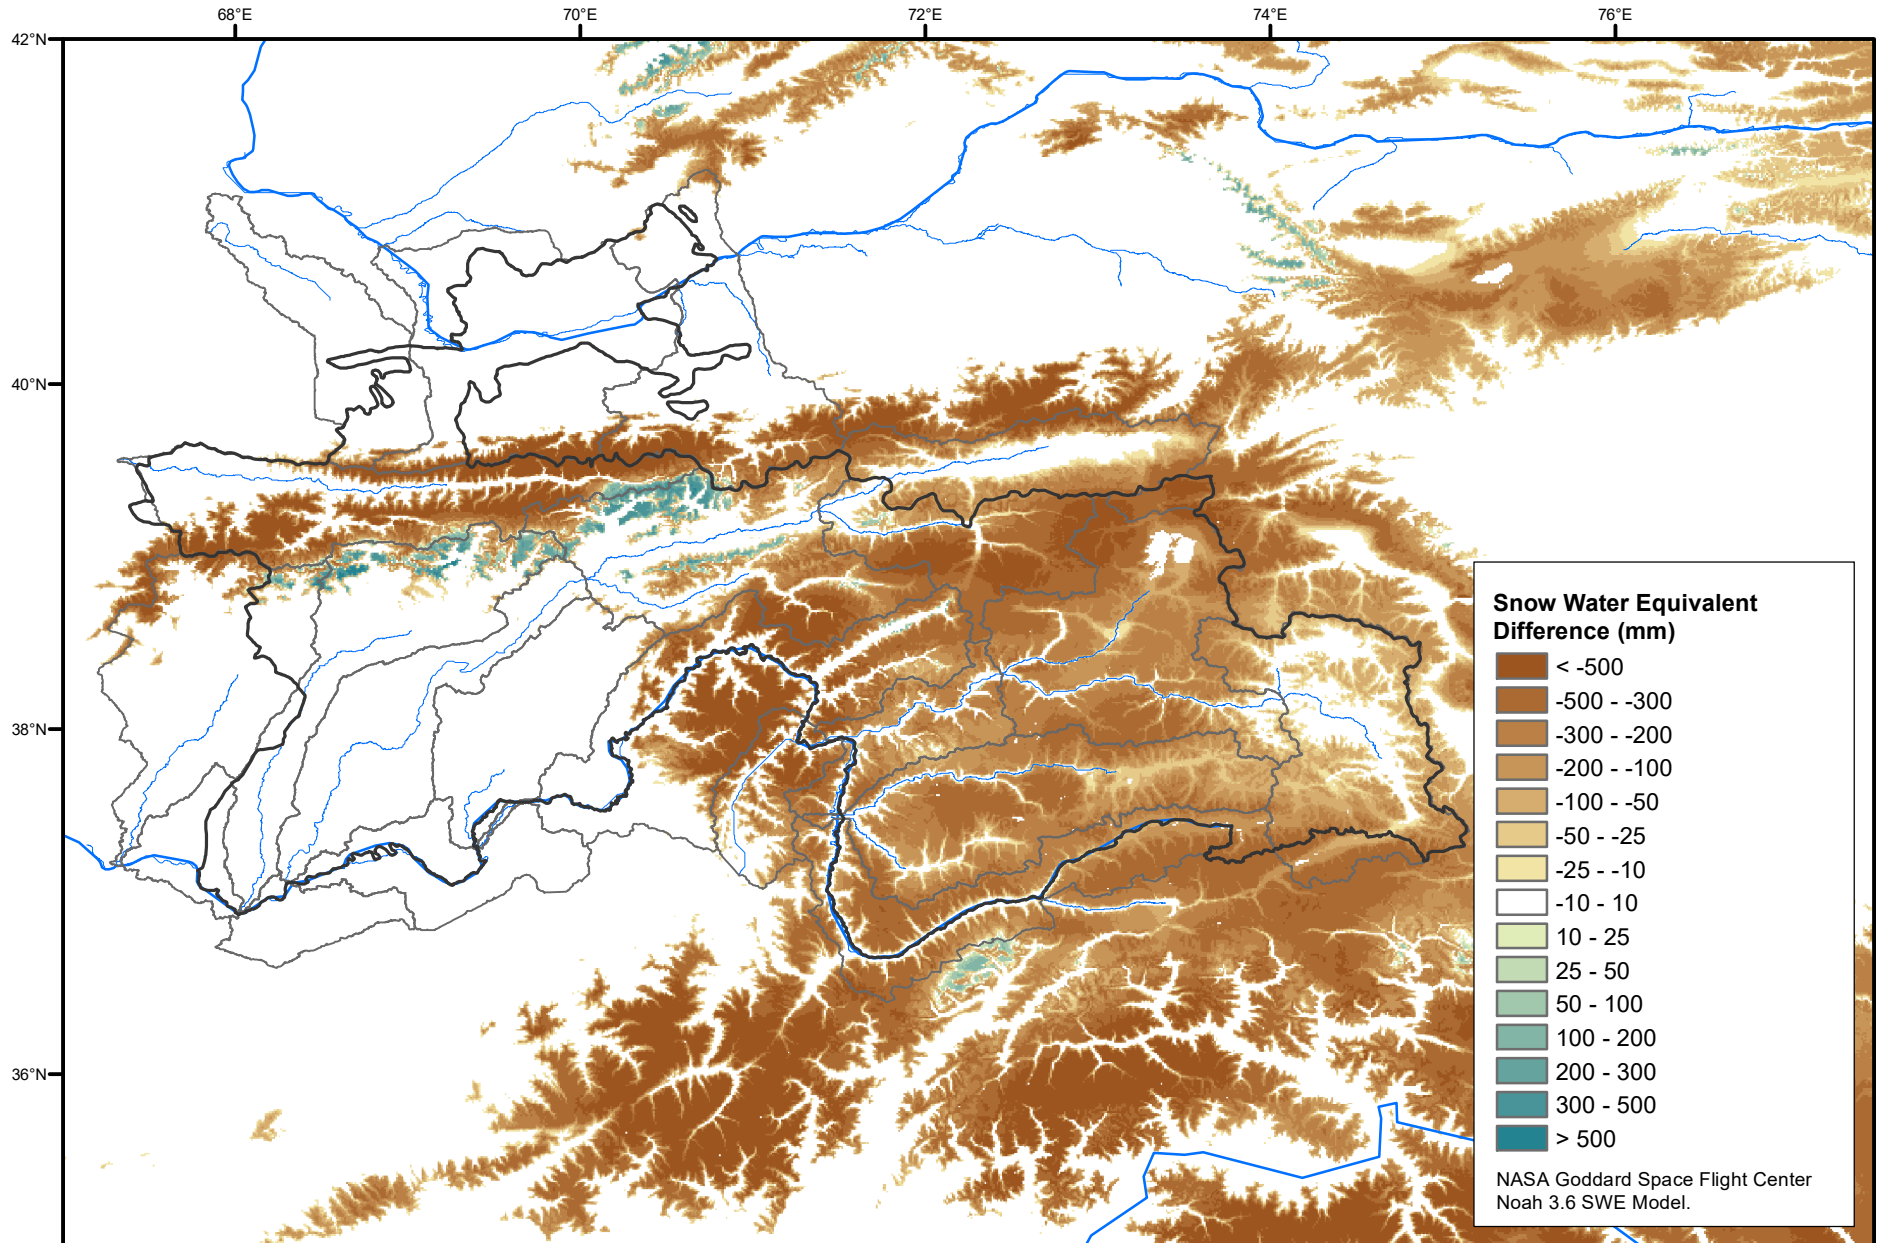 68°E 70°E 72°E 74°E 76°E
42°N
40°N
38°N
36°N
Snow Water Equivalent
Difference (mm)
< -500
-500 - -300
-300 - -200
-200 - -100
-100 - -50
-50 - -25
-25 - -10
-10 - 10
10 - 25
25 - 50
50 - 100
100 - 200
200 - 300
300 - 500
> 500
NASA Goddard Space Flight Center
Noah 3.6 SWE Model.